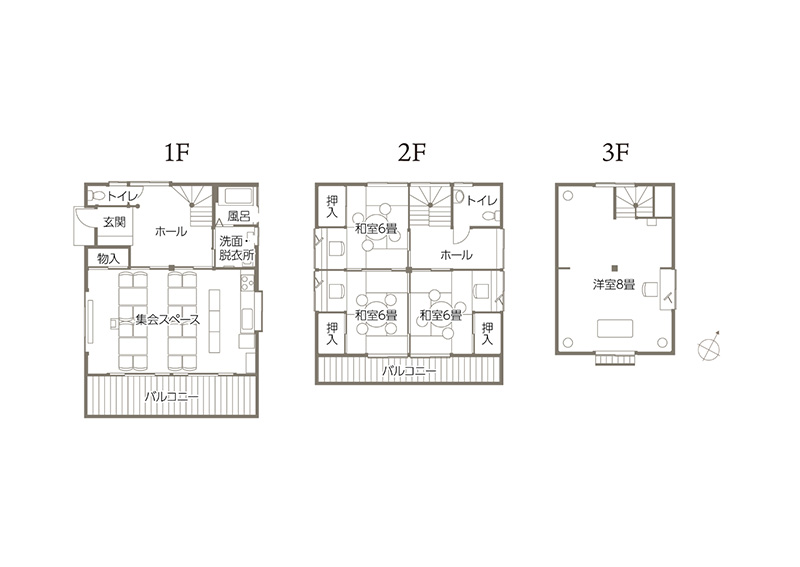 1F
トイレ
玄関
ホール
風呂
洗面・
脱衣所
物入
集会スペース
バルコニー
2F
押
入
トイレ
和室6畳
ホール
和室6畳
和室6畳
押
入
押
入
バルコニー
3F
洋室8畳